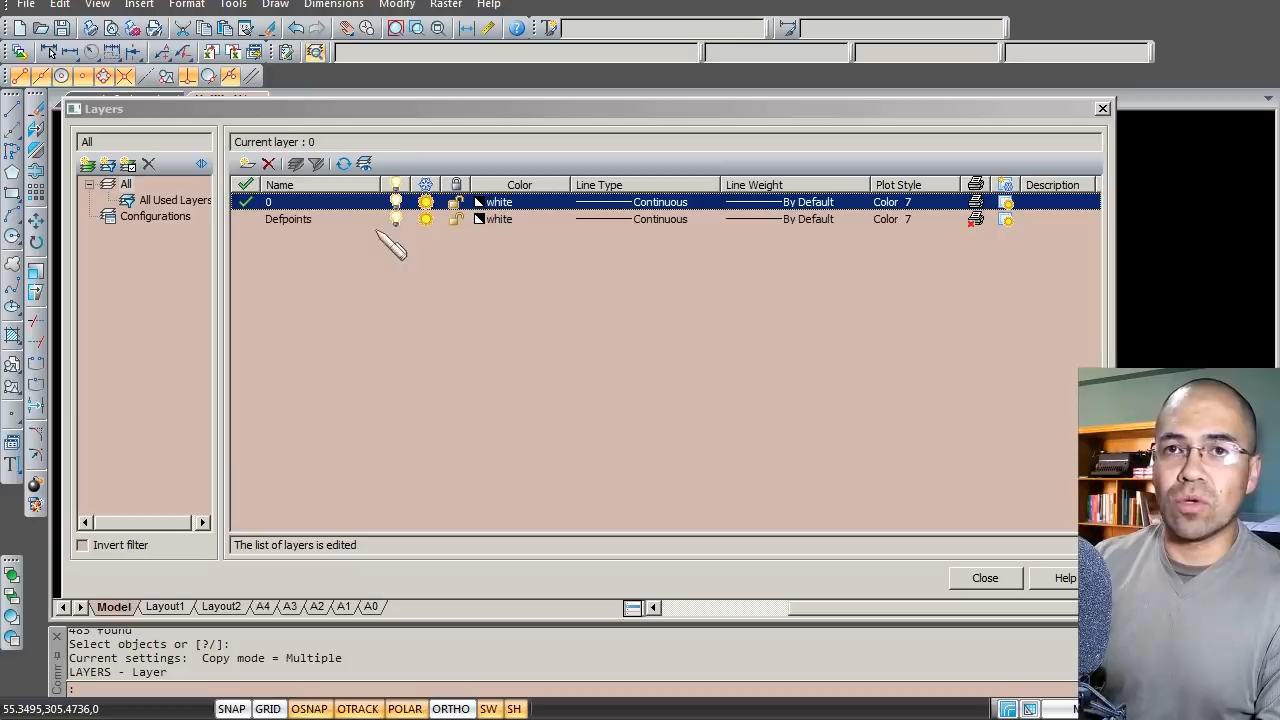 File Edit View Insert Format Tools Draw Dimensions Modify Raster Help
Layers
All
Current layer : 0
Name Color Line Type Line Weight Plot Style Description
All
0 white Continuous By Default Color 7
All Used Layers
Defpoints white Continuous By Default Color 7
Configurations
Invert filter
The list of layers is edited
Close Help
Model Layout1 Layout2 A4 A3 A2 A1 A0
483 found
Select objects or [?/]:
Current settings: Copy mode = Multiple
LAYERS - Layer
:
55.3495,305.4736,0 SNAP GRID OSNAP OTRACK POLAR ORTHO SW SH